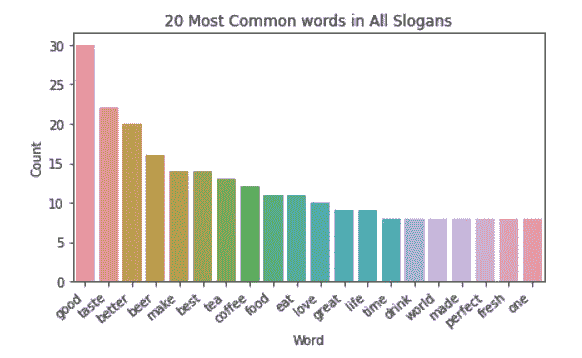 20 Most Common words in All Slogans
30
25
20
15
10
5
0
Count
good
taste
better
beer
make
best
tea
coffee
food
eat
love
great
life
time
drink
world
made
perfect
fresh
one
Word